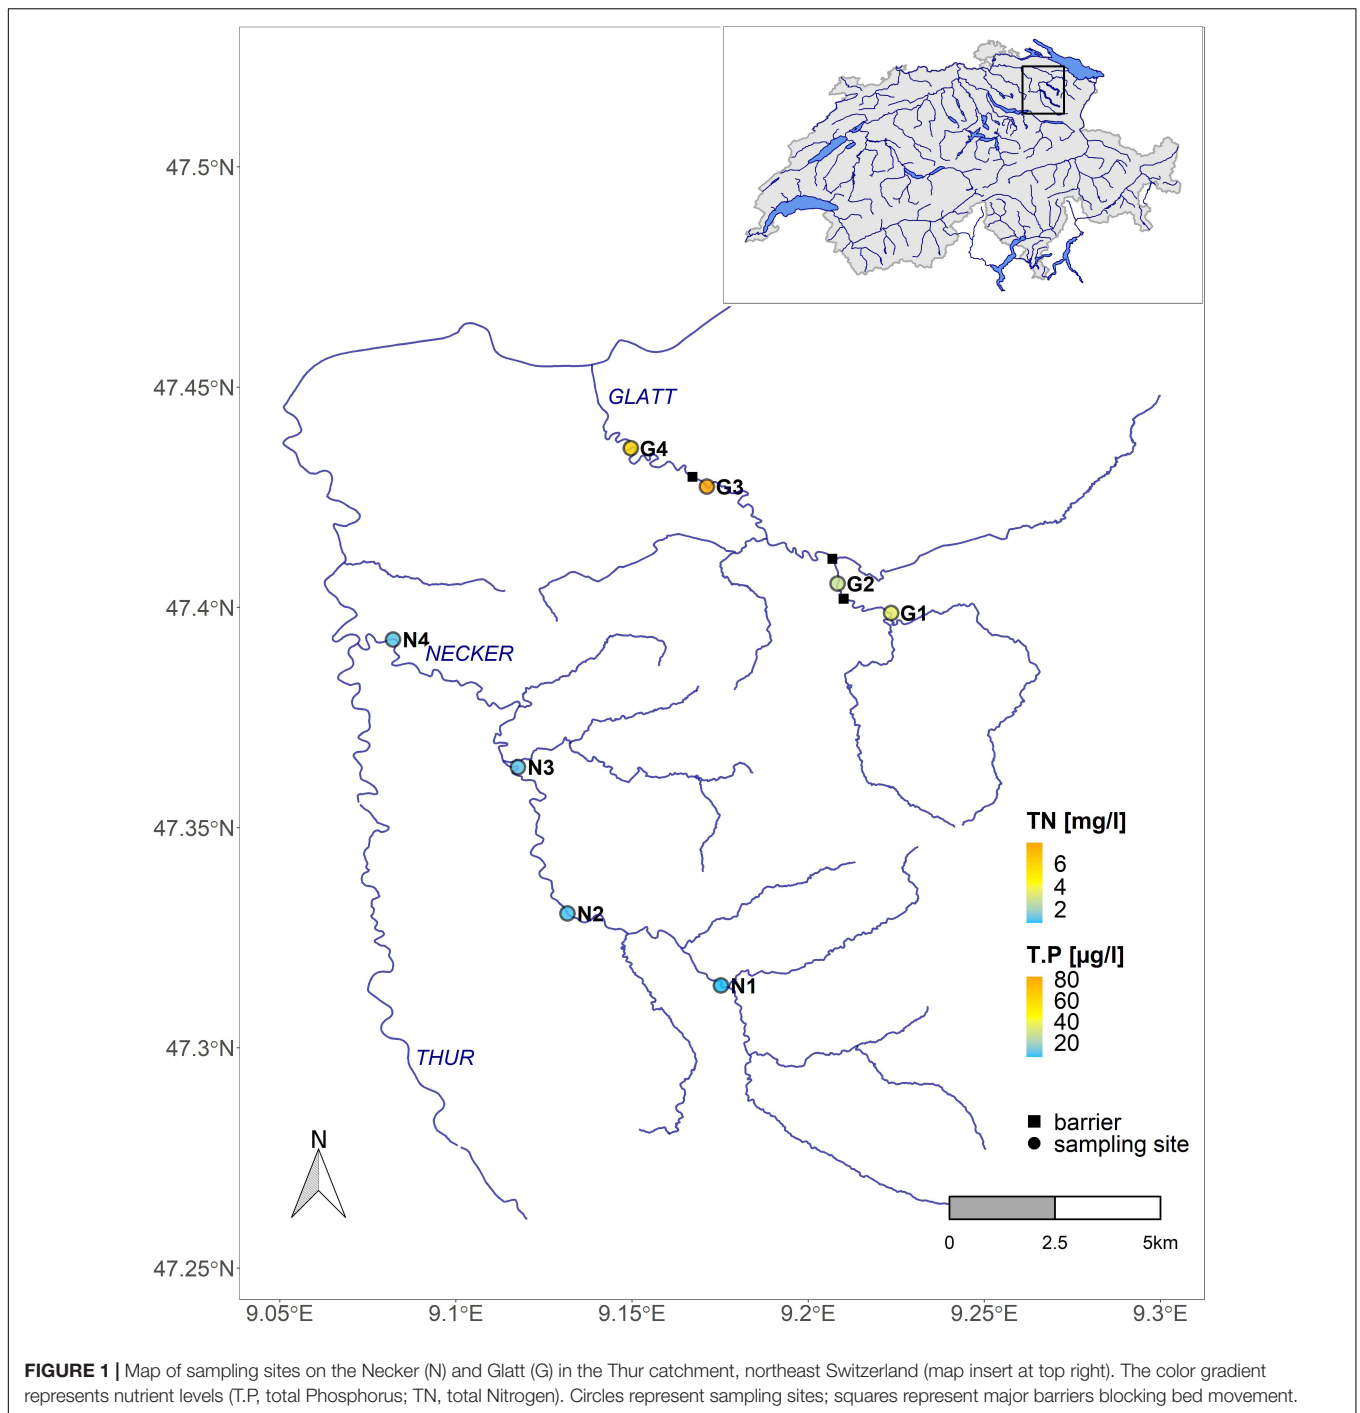 47.5°N
47.45°N
GLATT
G4
G3
G2
47.4°N
G1
N4
NECKER
N3
TN [mg/l]
47.35°N
6
4
2
N2
T.P [µg/l]
80
60
40
20
N1
47.3°N
THUR
barrier
sampling site
N
0 2.5 5km
47.25°N
9.05°E 9.1°E 9.15°E 9.2°E 9.25°E 9.3°E
FIGURE 1 | Map of sampling sites on the Necker (N) and Glatt (G) in the Thur catchment, northeast Switzerland (map insert at top right). The color gradient
represents nutrient levels (T.P, total Phosphorus; TN, total Nitrogen). Circles represent sampling sites; squares represent major barriers blocking bed movement.